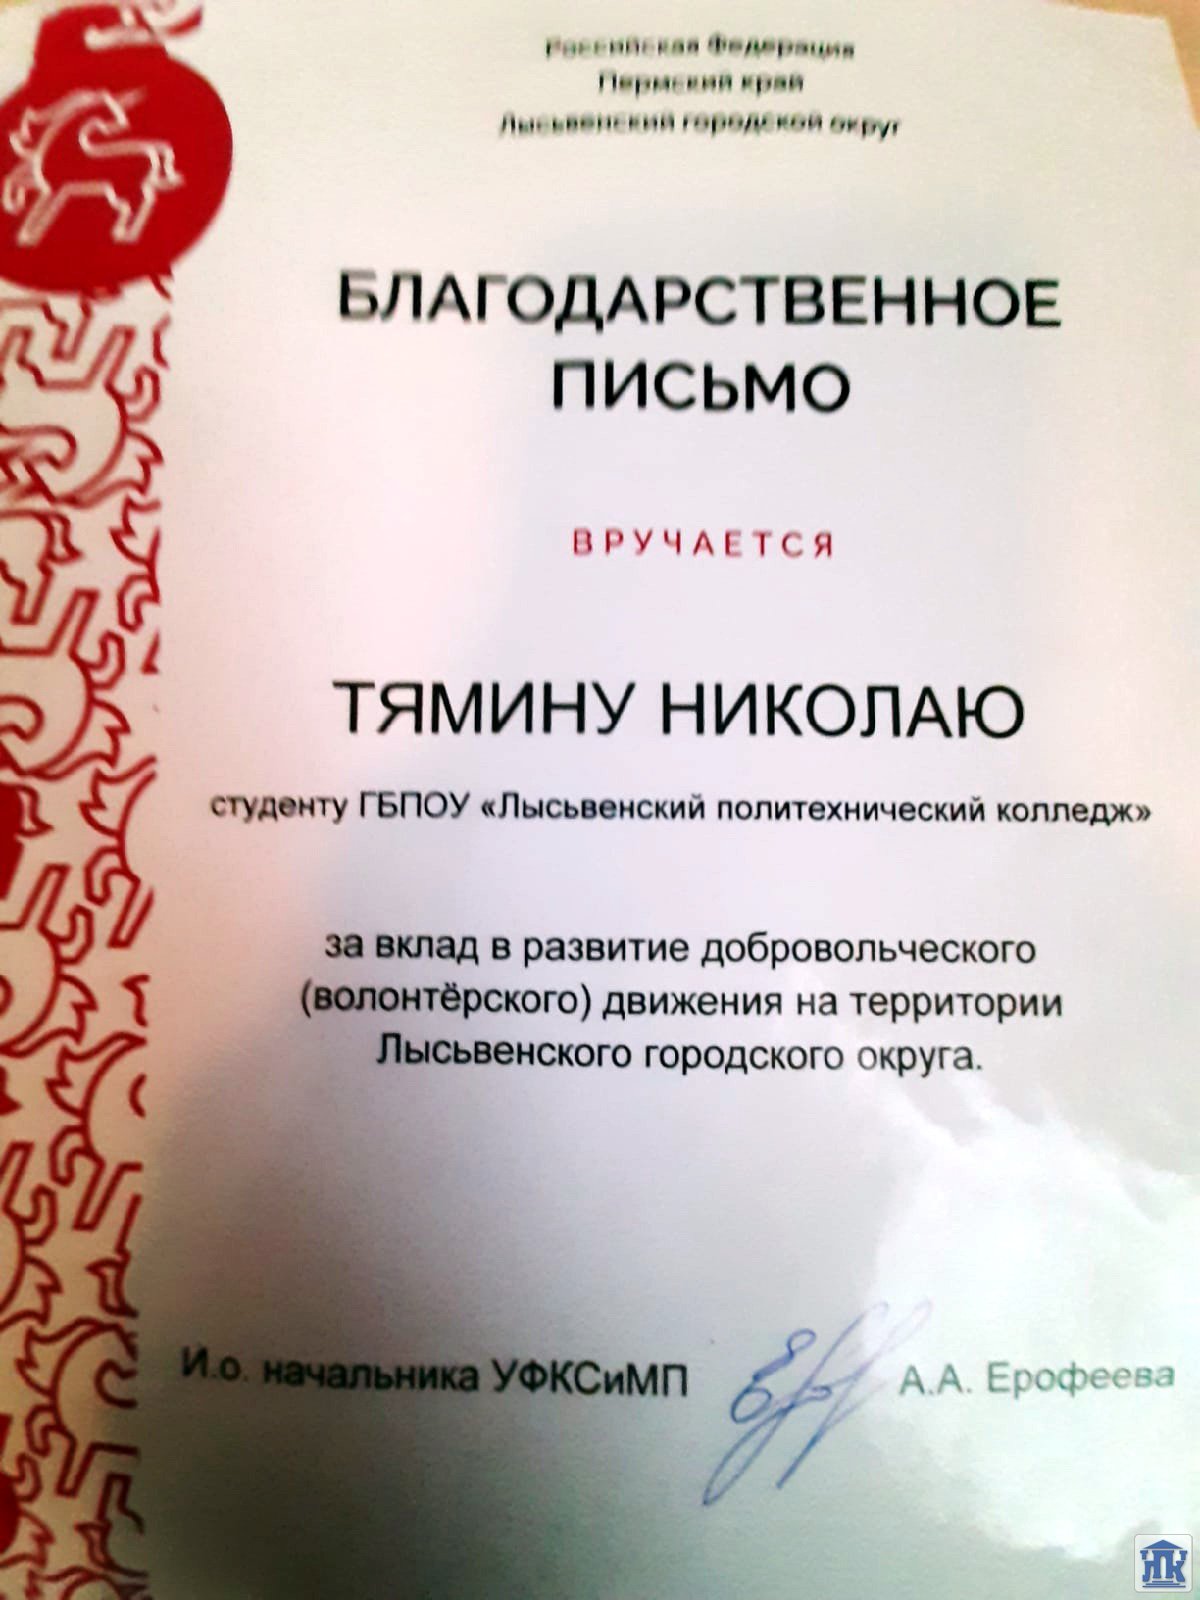 Российская Федерация
Пермский край
Лысьвенский городской округ
БЛАГОДАРСТВЕННОЕ
ПИСЬМО
ВРУЧАЕТСЯ
ТЯМИНУ НИКОЛАЮ
студенту ГБПОУ «Лысьвенский политехнический колледж»
за вклад в развитие добровольческого
(волонтёрского) движения на территории
Лысьвенского городского округа.
И.о. начальника УФКСиМП А.А. Ерофеева